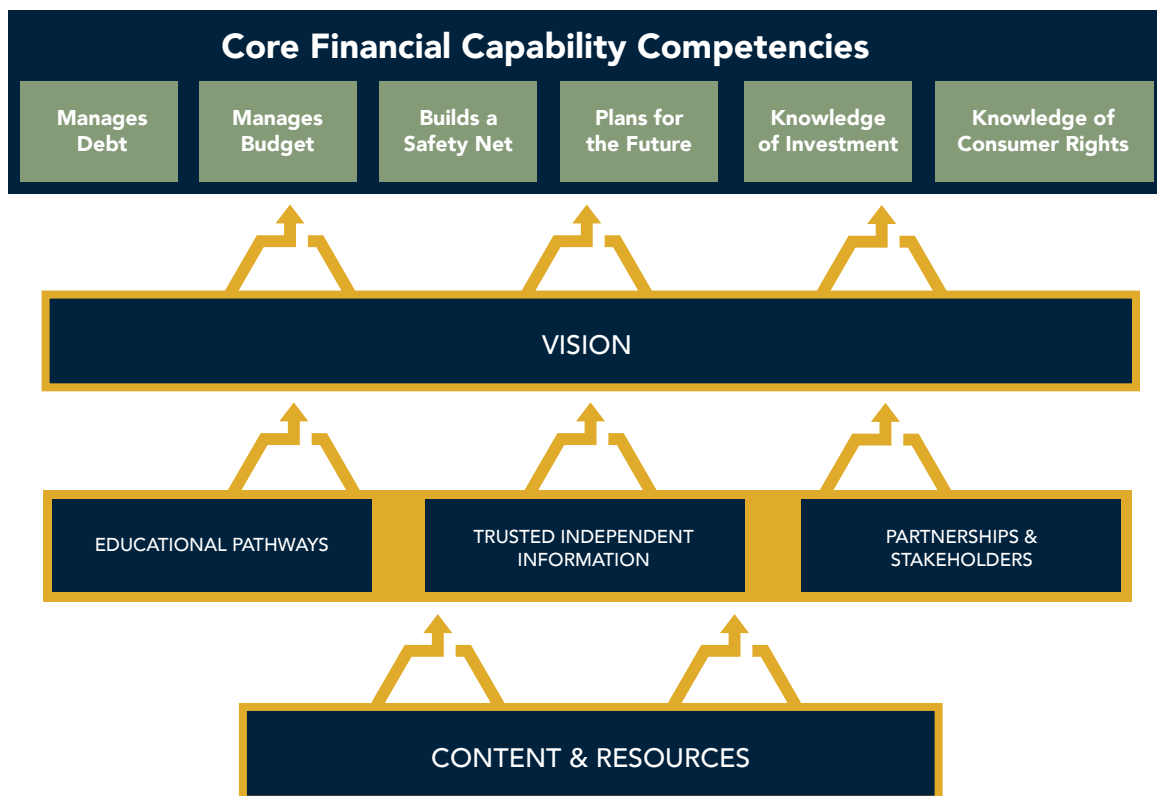 Core Financial Capability Competencies
Manages
Debt
Manages
Budget
Builds a
Safety Net
Plans for
the Future
Knowledge
of Investment
Knowledge of
Consumer Rights
VISION
EDUCATIONAL PATHWAYS
TRUSTED INDEPENDENT
INFORMATION
PARTNERSHIPS &
STAKEHOLDERS
CONTENT & RESOURCES